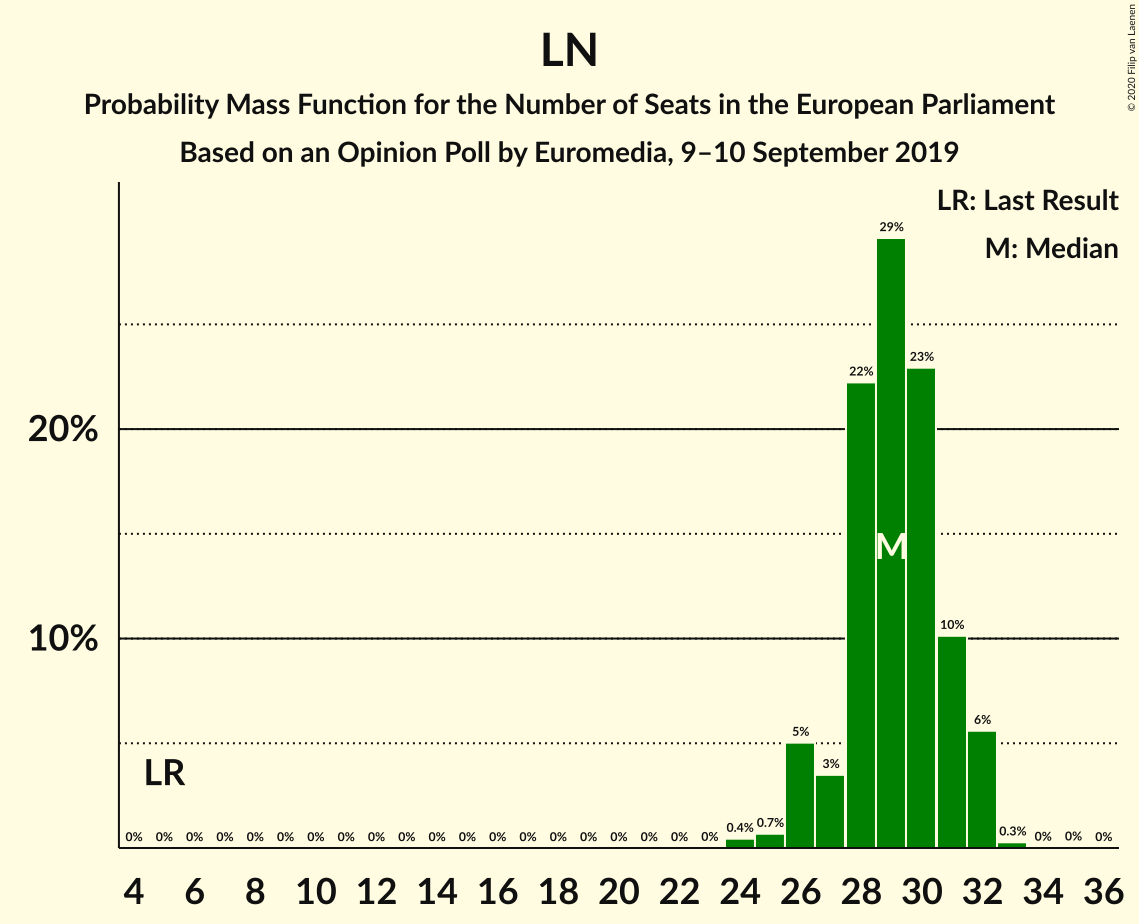 LN
Probability Mass Function for the Number of Seats in the European Parliament
Based on an Opinion Poll by Euromedia, 9–10 September 2019
© 2020 Filip van Laenen
LR: Last Result
M: Median
20%
10%
LR
M
0% 0% 0% 0% 0% 0% 0% 0% 0% 0% 0% 0% 0% 0% 0% 0% 0% 0% 0% 0% 0.4% 0.7% 5% 3% 22% 29% 23% 10% 6% 0.3% 0% 0% 0%
4 6 8 10 12 14 16 18 20 22 24 26 28 30 32 34 36